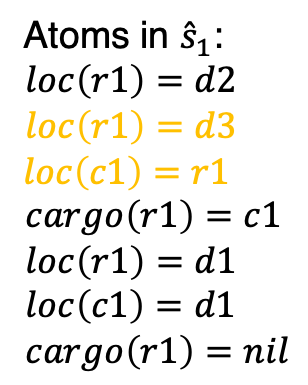 Atoms in ŝ₁:
loc(r1) = d2
loc(r1) = d3
loc(c1) = r1
cargo(r1) = c1
loc(r1) = d1
loc(c1) = d1
cargo(r1) = nil